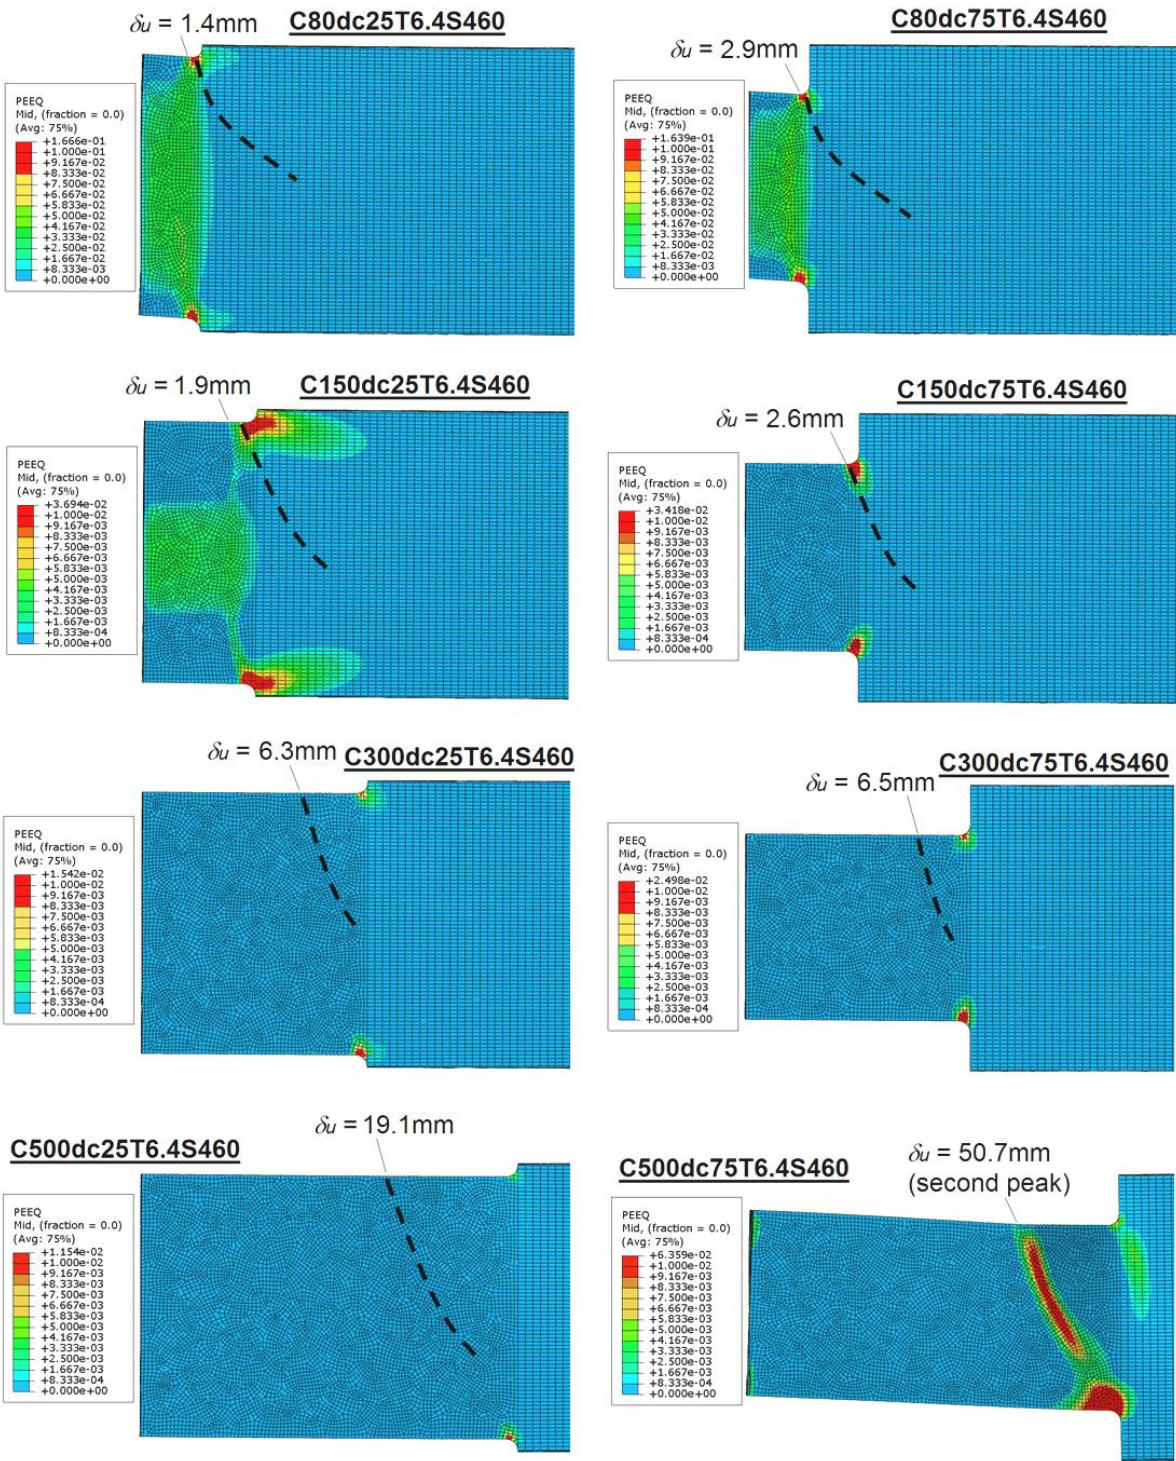 δu = 1.4mm
C80dc25T6.4S460
PEEQ
Mid, (fraction = 0.0)
(Avg: 75%)
+1.666e-01
+1.000e-01
+9.167e-02
+8.333e-02
+7.500e-02
+6.667e-02
+5.833e-02
+5.000e-02
+4.167e-02
+3.333e-02
+2.500e-02
+1.667e-02
+8.333e-03
+0.000e+00
δu = 2.9mm
C80dc75T6.4S460
PEEQ
Mid, (fraction = 0.0)
(Avg: 75%)
+1.639e-01
+1.000e-01
+9.167e-02
+8.333e-02
+7.500e-02
+6.667e-02
+5.833e-02
+5.000e-02
+4.167e-02
+3.333e-02
+2.500e-02
+1.667e-02
+8.333e-03
+0.000e+00
δu = 1.9mm
C150dc25T6.4S460
PEEQ
Mid, (fraction = 0.0)
(Avg: 75%)
+3.694e-02
+1.000e-02
+9.167e-03
+8.333e-03
+7.500e-03
+6.667e-03
+5.833e-03
+5.000e-03
+4.167e-03
+3.333e-03
+2.500e-03
+1.667e-03
+8.333e-04
+0.000e+00
δu = 2.6mm
C150dc75T6.4S460
PEEQ
Mid, (fraction = 0.0)
(Avg: 75%)
+3.418e-02
+1.000e-02
+9.167e-03
+8.333e-03
+7.500e-03
+6.667e-03
+5.833e-03
+5.000e-03
+4.167e-03
+3.333e-03
+2.500e-03
+1.667e-03
+8.333e-04
+0.000e+00
δu = 6.3mm
C300dc25T6.4S460
PEEQ
Mid, (fraction = 0.0)
(Avg: 75%)
+1.542e-02
+1.000e-02
+9.167e-03
+8.333e-03
+7.500e-03
+6.667e-03
+5.833e-03
+5.000e-03
+4.167e-03
+3.333e-03
+2.500e-03
+1.667e-03
+8.333e-04
+0.000e+00
δu = 6.5mm
C300dc75T6.4S460
PEEQ
Mid, (fraction = 0.0)
(Avg: 75%)
+2.498e-02
+1.000e-02
+9.167e-03
+8.333e-03
+7.500e-03
+6.667e-03
+5.833e-03
+5.000e-03
+4.167e-03
+3.333e-03
+2.500e-03
+1.667e-03
+8.333e-04
+0.000e+00
δu = 19.1mm
C500dc25T6.4S460
PEEQ
Mid, (fraction = 0.0)
(Avg: 75%)
+1.154e-02
+1.000e-02
+9.167e-03
+8.333e-03
+7.500e-03
+6.667e-03
+5.833e-03
+5.000e-03
+4.167e-03
+3.333e-03
+2.500e-03
+1.667e-03
+8.333e-04
+0.000e+00
δu = 50.7mm
(second peak)
C500dc75T6.4S460
PEEQ
Mid, (fraction = 0.0)
(Avg: 75%)
+6.359e-02
+1.000e-02
+9.167e-03
+8.333e-03
+7.500e-03
+6.667e-03
+5.833e-03
+5.000e-03
+4.167e-03
+3.333e-03
+2.500e-03
+1.667e-03
+8.333e-04
+0.000e+00